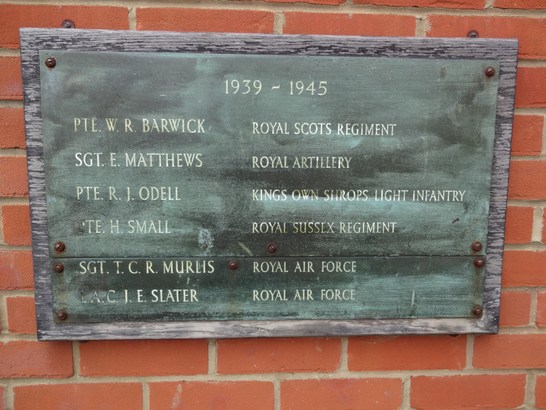 1939 - 1945
PTE. W. R. BARWICK ROYAL SCOTS REGIMENT
SGT. E. MATTHEWS ROYAL ARTILLERY
PTE. R. J. ODELL KINGS OWN SHROPS. LIGHT INFANTRY
PTE. H. SMALL ROYAL SUSSEX REGIMENT
SGT. T. C. R. MURLIS ROYAL AIR FORCE
L.A.C. J. E. SLATER ROYAL AIR FORCE